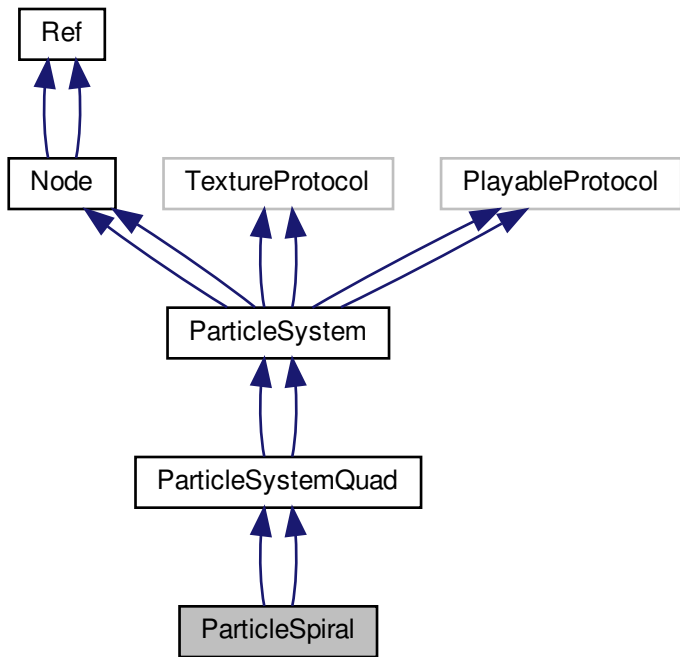 Ref
Node
TextureProtocol
PlayableProtocol
ParticleSystem
ParticleSystemQuad
ParticleSpiral